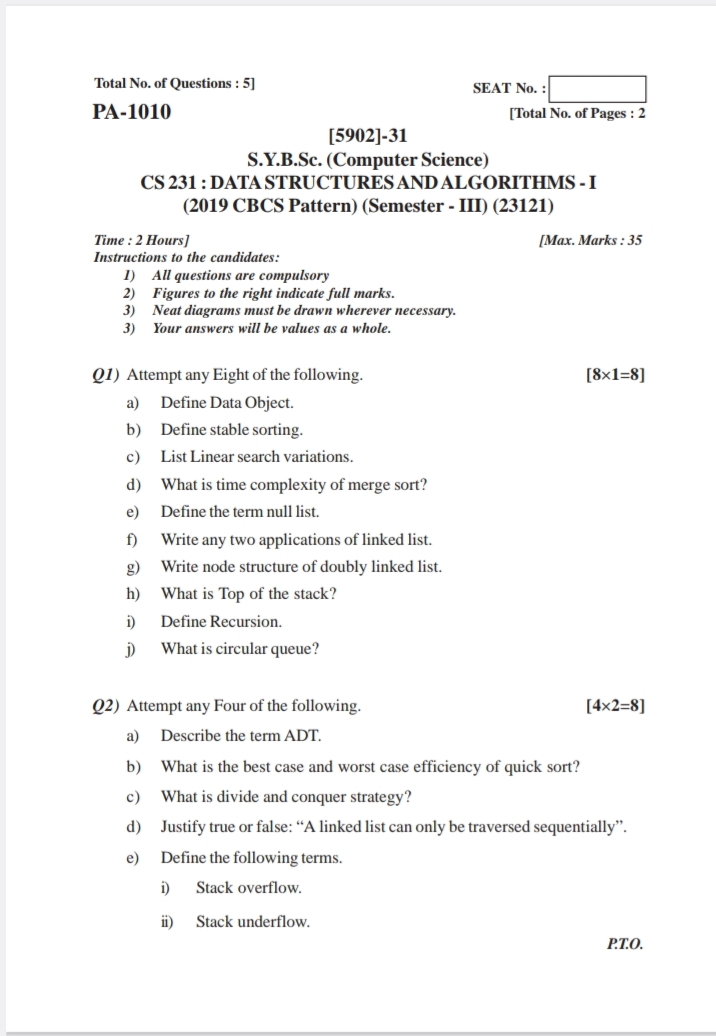 Total No. of Questions : 5]
SEAT No. :
PA-1010
[Total No. of Pages : 2
[5902]-31
S.Y.B.Sc. (Computer Science)
CS 231 : DATA STRUCTURES AND ALGORITHMS - I
(2019 CBCS Pattern) (Semester - III) (23121)
Time : 2 Hours]
[Max. Marks : 35
Instructions to the candidates:
1) All questions are compulsory
2) Figures to the right indicate full marks.
3) Neat diagrams must be drawn wherever necessary.
3) Your answers will be values as a whole.
Q1) Attempt any Eight of the following. [8×1=8]
a) Define Data Object.
b) Define stable sorting.
c) List Linear search variations.
d) What is time complexity of merge sort?
e) Define the term null list.
f) Write any two applications of linked list.
g) Write node structure of doubly linked list.
h) What is Top of the stack?
i) Define Recursion.
j) What is circular queue?
Q2) Attempt any Four of the following. [4×2=8]
a) Describe the term ADT.
b) What is the best case and worst case efficiency of quick sort?
c) What is divide and conquer strategy?
d) Justify true or false: “A linked list can only be traversed sequentially”.
e) Define the following terms.
i) Stack overflow.
ii) Stack underflow.
P.T.O.